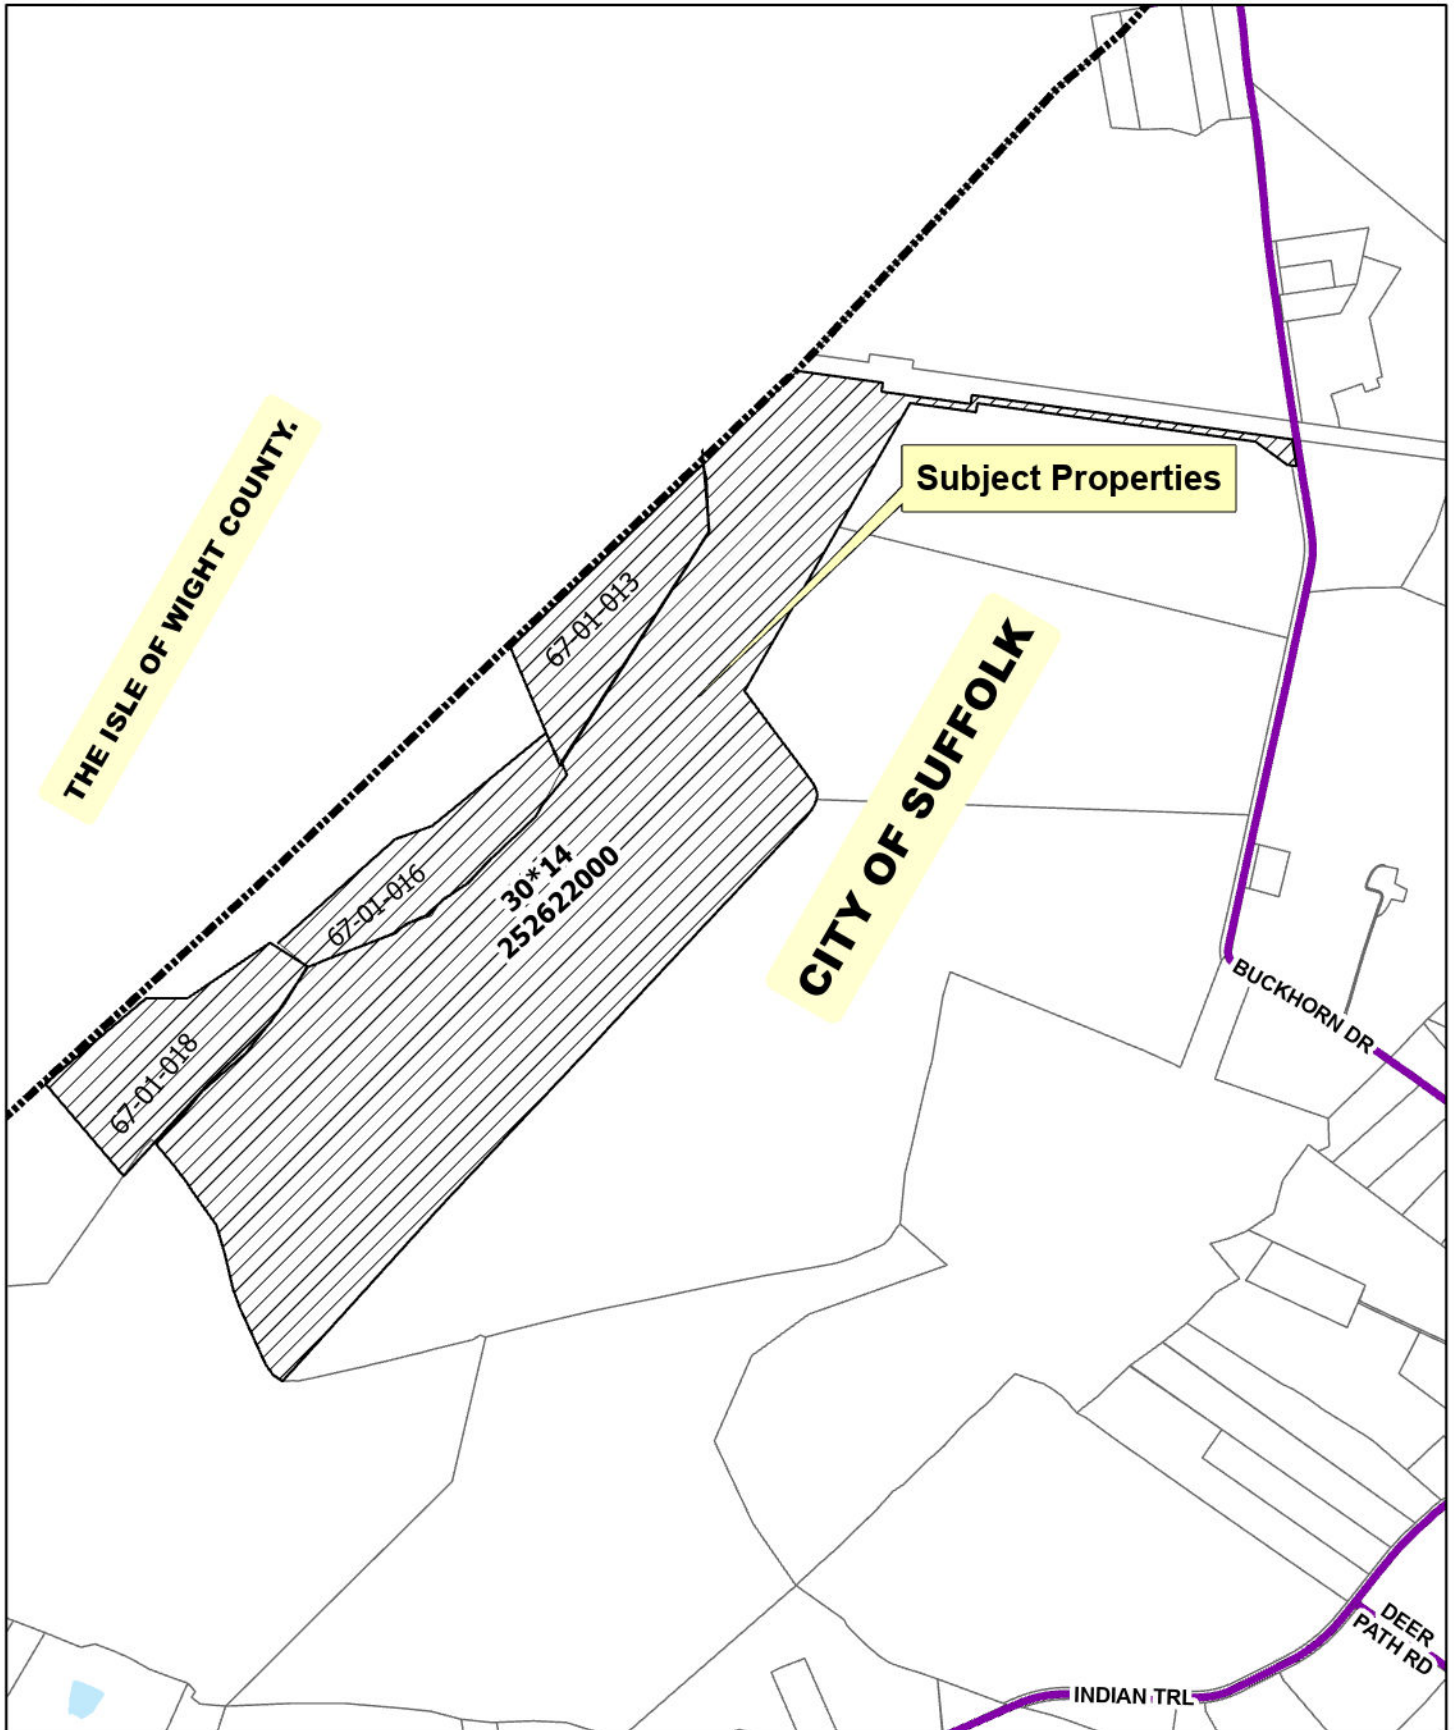 THE ISLE OF WIGHT COUNTY.
Subject Properties
67-01-013
CITY OF SUFFOLK
30*14
252622000
67-01-016
67-01-018
BUCKHORN DR
DEER
PATH RD
INDIAN TRL